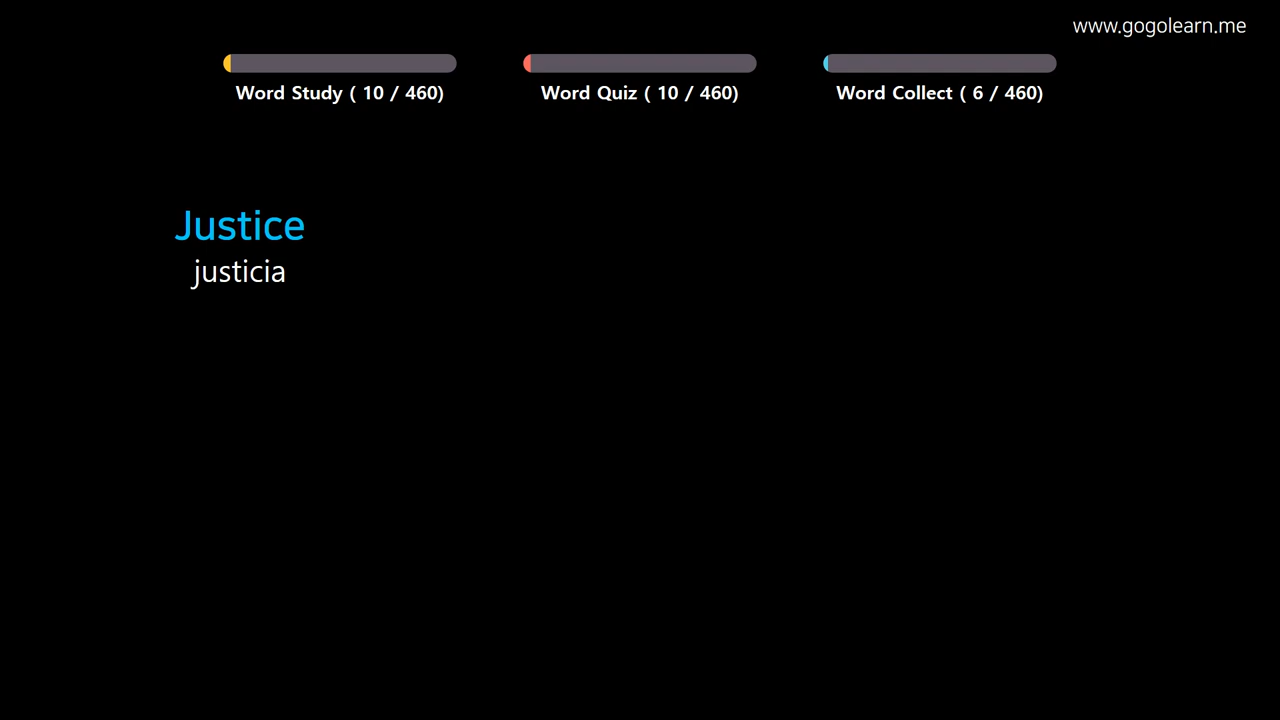 www.gogolearn.me
Word Study ( 10 / 460)
Word Quiz ( 10 / 460)
Word Collect ( 6 / 460)
Justice
justicia